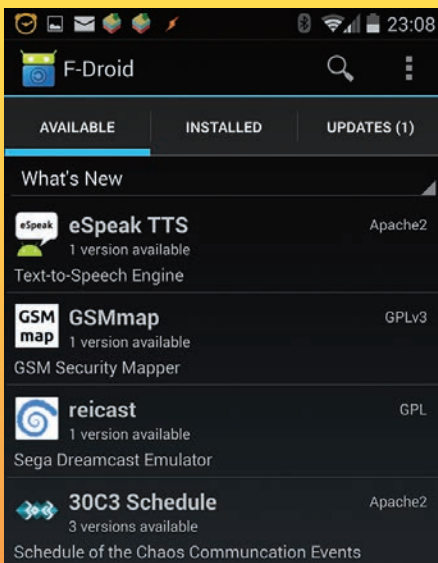 23:08
F-Droid
AVAILABLE INSTALLED UPDATES (1)
What's New
eSpeak
eSpeak TTS Apache2
1 version available
Text-to-Speech Engine
GSM
map
GSMmap GPLv3
1 version available
GSM Security Mapper
reicast GPL
1 version available
Sega Dreamcast Emulator
30C3
30C3 Schedule Apache2
3 versions available
Schedule of the Chaos Communcation Events